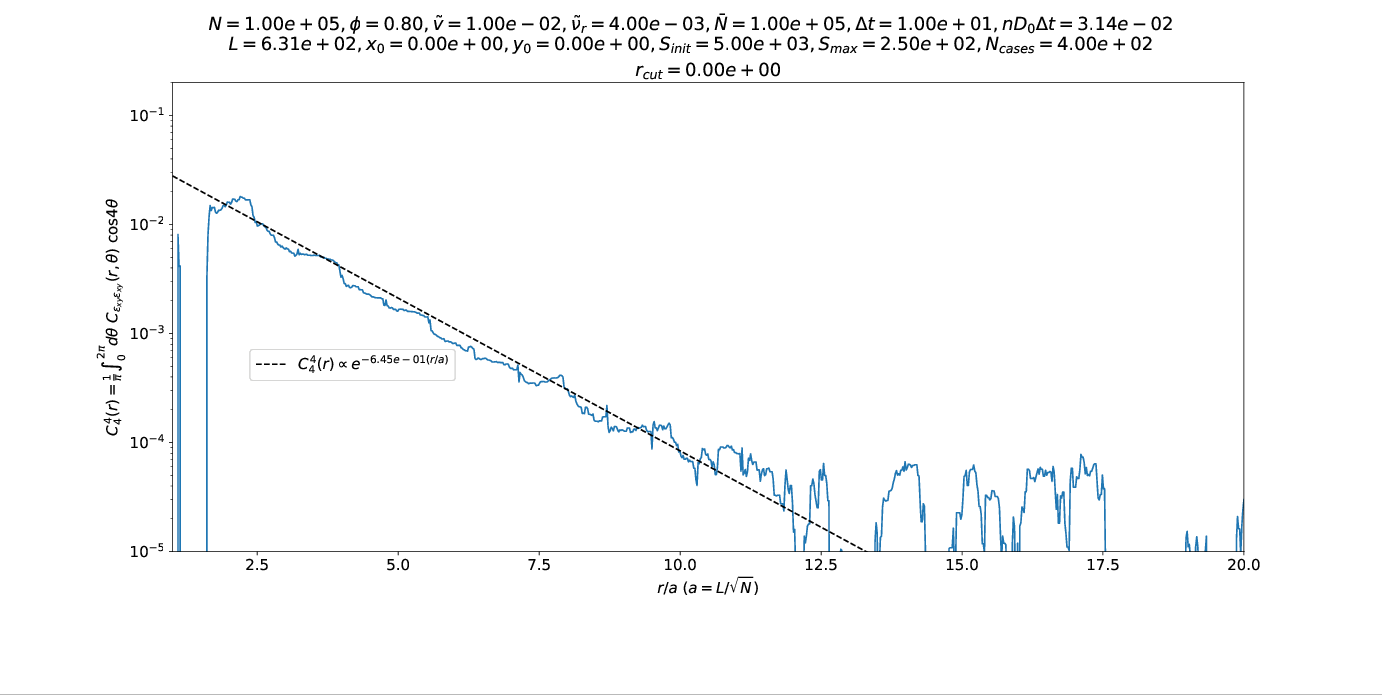 N = 1.00e + 05, ϕ = 0.80, ṽ = 1.00e − 02, ν̃_r = 4.00e − 03, N̄ = 1.00e + 05, Δt = 1.00e + 01, nD_0Δt = 3.14e − 02
L = 6.31e + 02, x_0 = 0.00e + 00, y_0 = 0.00e + 00, S_init = 5.00e + 03, S_max = 2.50e + 02, N_cases = 4.00e + 02
r_cut = 0.00e + 00
C_4^4(r) = 1/π ∫_0^{2π} dθ C_{ε_xy ε_xy}(r, θ) cos4θ
10^−1
10^−2
10^−3
10^−4
10^−5
C_4^4(r) ∝ e^{−6.45e − 01(r/a)}
2.5 5.0 7.5 10.0 12.5 15.0 17.5 20.0
r/a (a = L/√N)